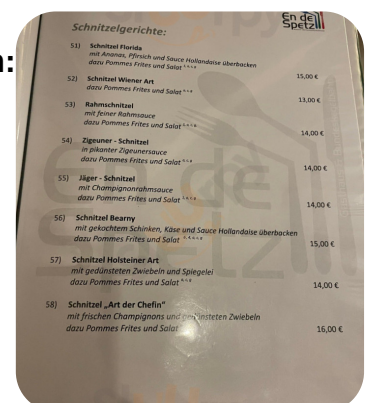 n:
En de
Spetz
Schnitzelgerichte:
51) Schnitzel Florida
mit Ananas, Pfirsich und Sauce Hollandaise überbacken
dazu Pommes Frites und Salat
15,00 €
52) Schnitzel Wiener Art
dazu Pommes Frites und Salat
13,00 €
53) Rahmschnitzel
mit feiner Rahmsauce
dazu Pommes Frites und Salat
14,00 €
54) Zigeuner - Schnitzel
in pikanter Zigeunersauce
dazu Pommes Frites und Salat
14,00 €
55) Jäger - Schnitzel
mit Champignonrahmsauce
dazu Pommes Frites und Salat
14,00 €
56) Schnitzel Bearny
mit gekochtem Schinken, Käse und Sauce Hollandaise überbacken
dazu Pommes Frites und Salat
15,00 €
57) Schnitzel Holsteiner Art
mit gedünsteten Zwiebeln und Spiegelei
dazu Pommes Frites und Salat
14,00 €
58) Schnitzel „Art der Chefin“
mit frischen Champignons und gedünsteten Zwiebeln
dazu Pommes Frites und Salat
16,00 €
En de
Spetz